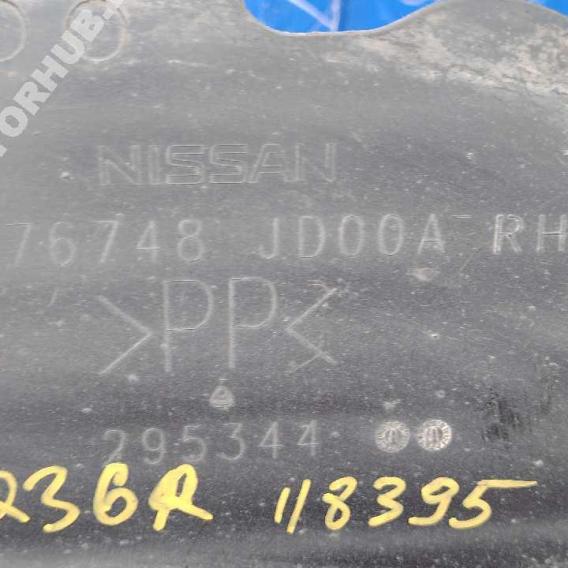 NISSAN
76748 JD00A RH
>PP<
295344
236R 118395